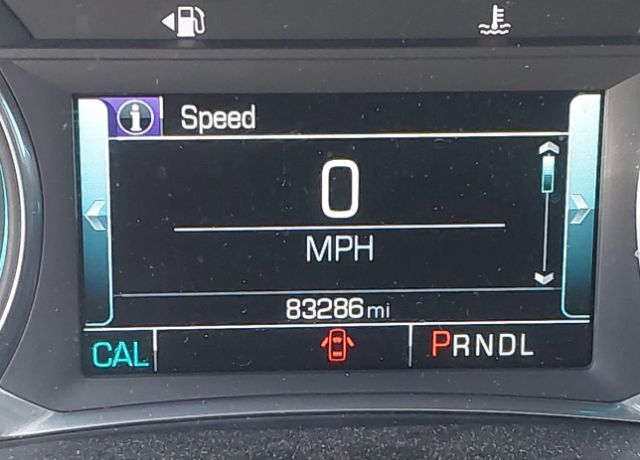 i Speed
0
MPH
83286 mi
CAL
PRNDL